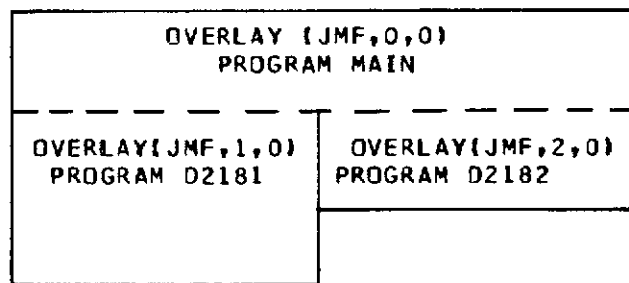 OVERLAY (JMF,0,0)
PROGRAM MAIN
OVERLAY(JMF,1,0)
PROGRAM D2181
OVERLAY(JMF,2,0)
PROGRAM D2182